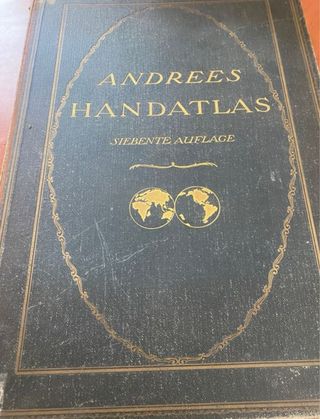 ANDREES
HANDATLAS
SIEBENTE AUFLAGE